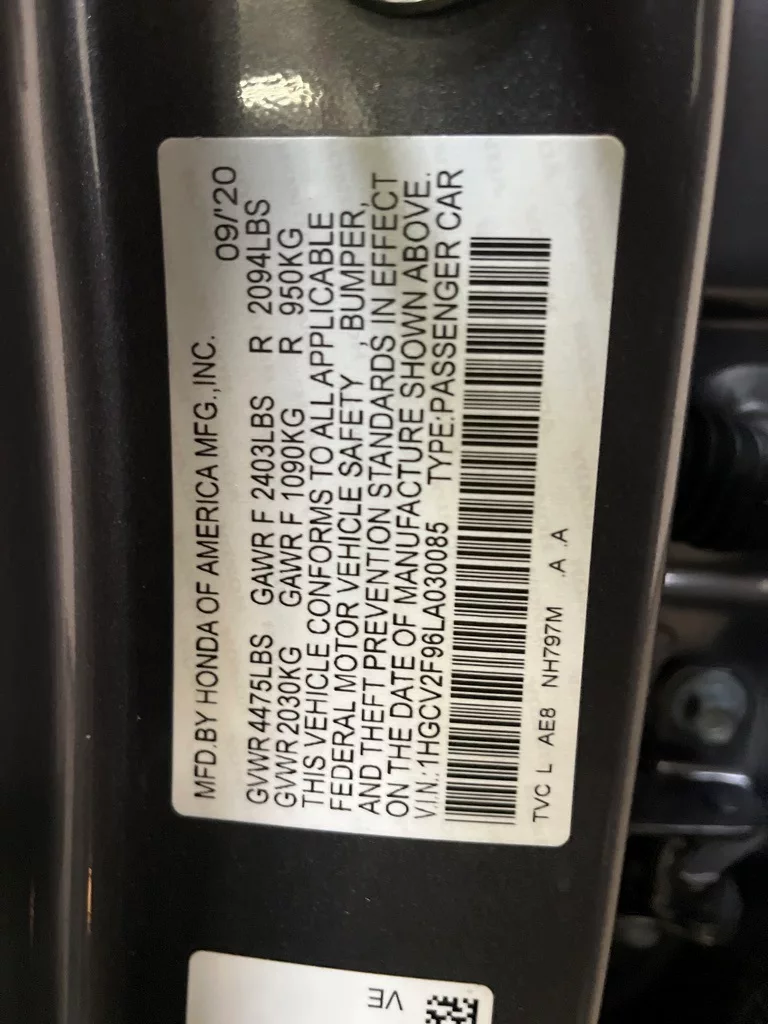 MFD.BY HONDA OF AMERICA MFG.,INC. 09/'20
GVWR 4475LBS GAWR F 2403LBS R 2094LBS
GVWR 2030KG GAWR F 1090KG R 950KG
THIS VEHICLE CONFORMS TO ALL APPLICABLE
FEDERAL MOTOR VEHICLE SAFETY , BUMPER,
AND THEFT PREVENTION STANDARDS IN EFFECT
ON THE DATE OF MANUFACTURE SHOWN ABOVE.
V.I.N.:1HGCV2F96LA030085 TYPE:PASSENGER CAR
TVC L AE8 NH797M .A .A
VE